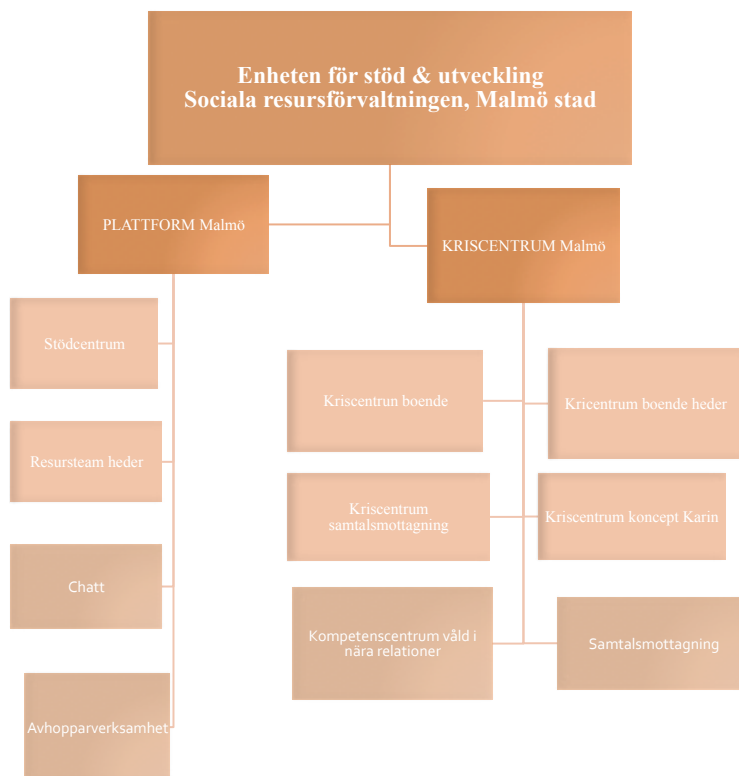 Enheten för stöd & utveckling
Sociala resursförvaltningen, Malmö stad
PLATTFORM Malmö
KRISCENTRUM Malmö
Stödcentrum
Resursteam heder
Chatt
Avhopparverksamhet
Kriscentrun boende
Kricentrum boende heder
Kriscentrum
samtalsmottagning
Kriscentrum koncept Karin
Kompetenscentrum våld i
nära relationer
Samtalsmottagning